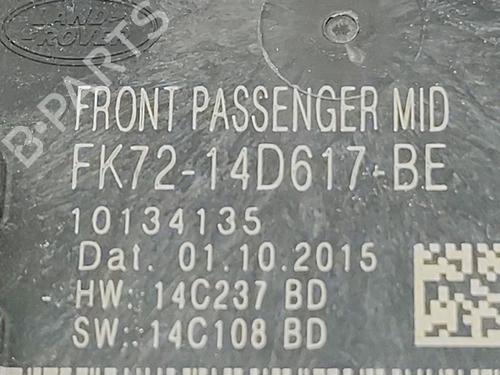 LAND
ROVER
B-PARTS
FRONT PASSENGER MID
FK72-14D617-BE
10134135
Dat. 01.10.2015
HW: 14C237 BD
SW: 14C108 BD